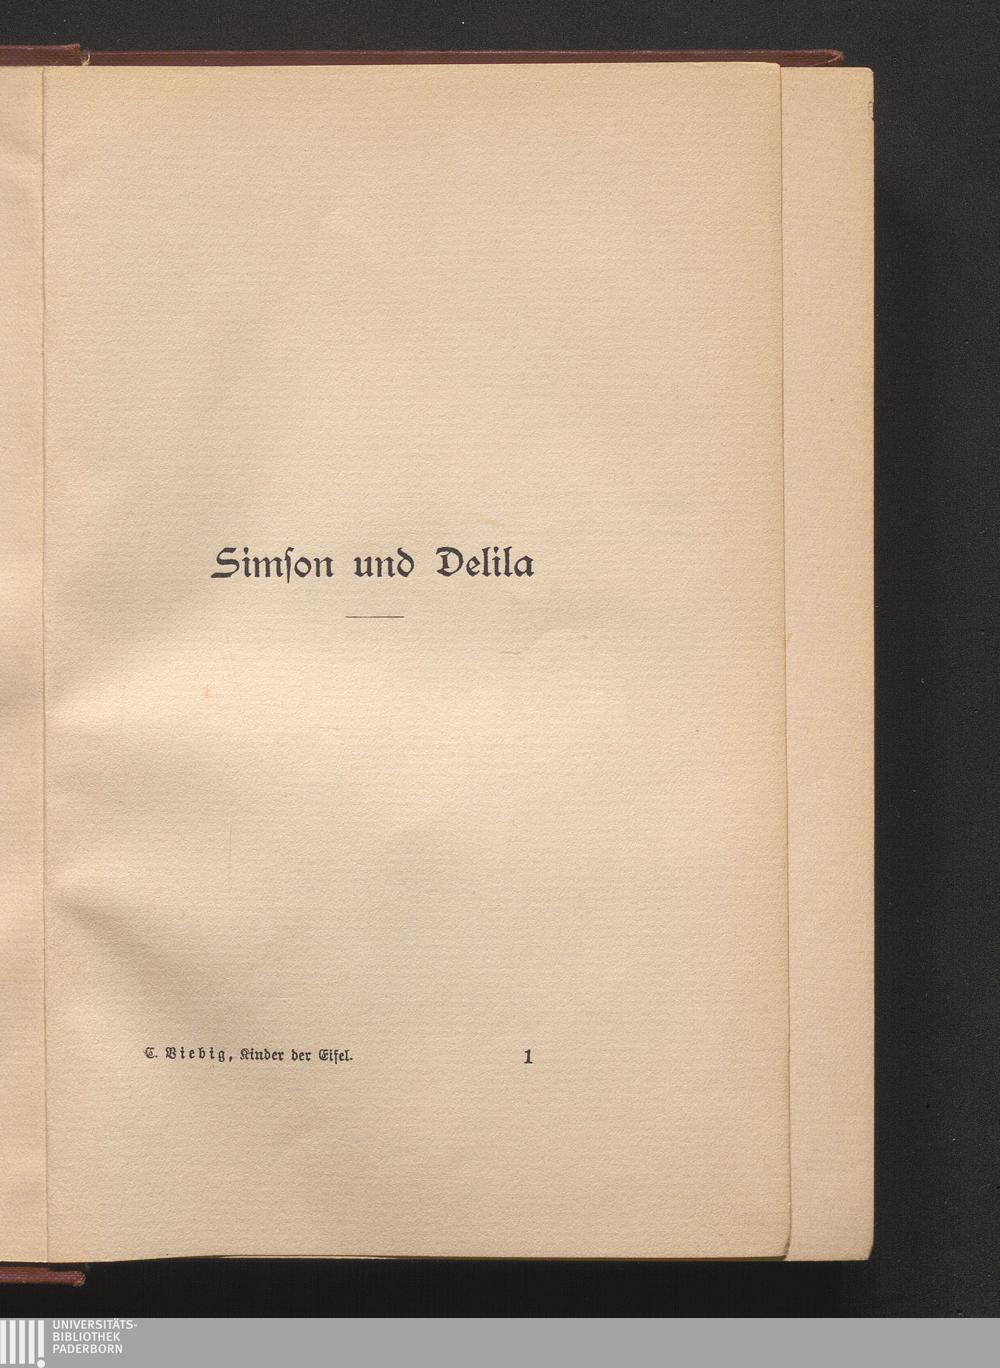 Simſon und Delila
C. Viebig, Kinder der Eifel.
1
UNIVERSITÄTS-
BIBLIOTHEK
PADERBORN